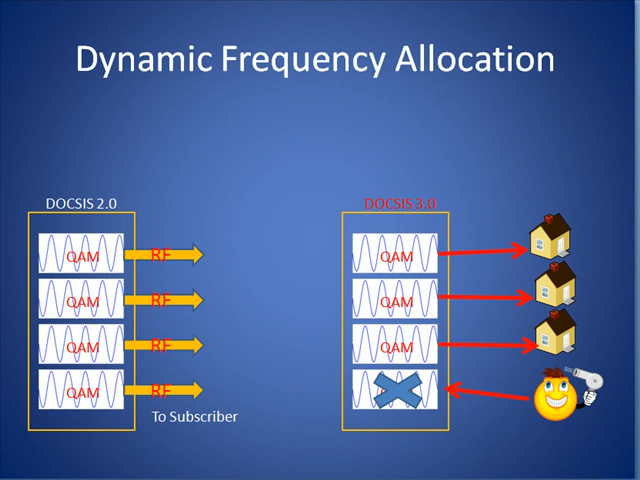 Dynamic Frequency Allocation
DOCSIS 2.0
QAM RF
QAM RF
QAM RF
QAM RF
To Subscriber
DOCSIS 3.0
QAM
QAM
QAM